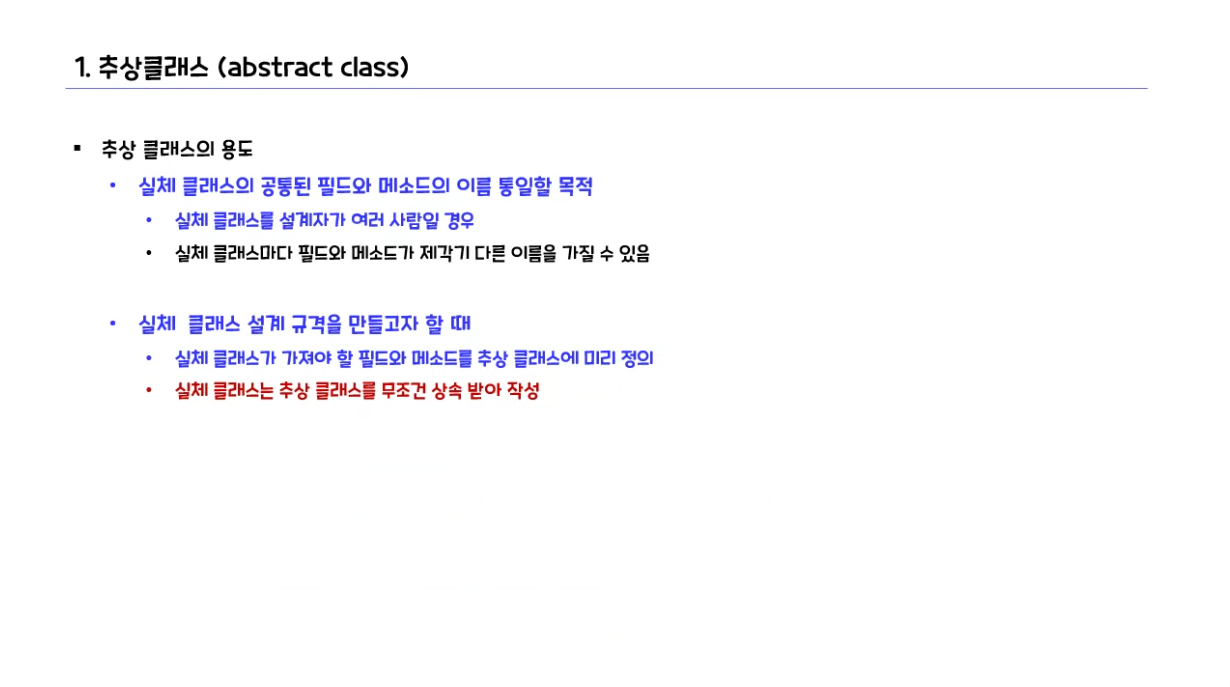 1. 추상클래스 (abstract class)
▪ 추상 클래스의 용도
• 실체 클래스의 공통된 필드와 메소드의 이름 통일할 목적
• 실체 클래스를 설계자가 여러 사람일 경우
• 실체 클래스마다 필드와 메소드가 제각기 다른 이름을 가질 수 있음
• 실체 클래스 설계 규격을 만들고자 할 때
• 실체 클래스가 가져야 할 필드와 메소드를 추상 클래스에 미리 정의
• 실체 클래스는 추상 클래스를 무조건 상속 받아 작성